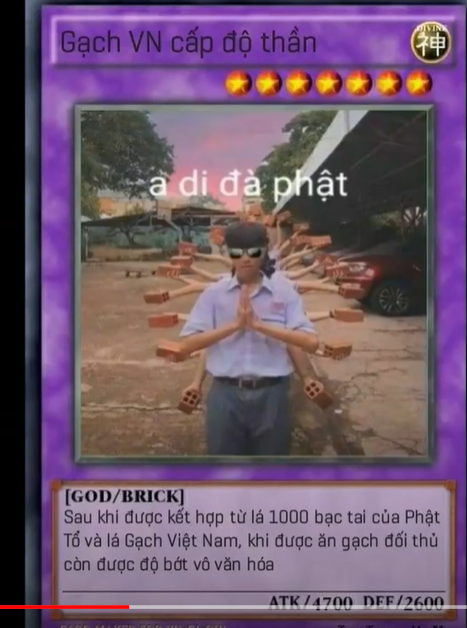 Gạch VN cấp độ thần
DIVINE
神
a di đà phật
[GOD/BRICK]
Sau khi được kết hợp từ lá 1000 bạc tai của Phật
Tổ và lá Gạch Việt Nam, khi được ăn gạch đối thủ
còn được độ bớt vô văn hóa
ATK/4700 DEF/2600